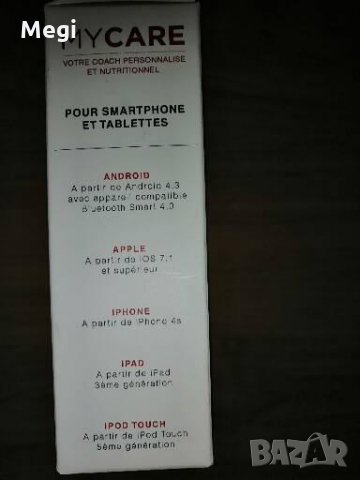 Megi
MYCARE
VOTRE COACH PERSONNALISE
ET NUTRITIONNEL
POUR SMARTPHONE
ET TABLETTES
ANDROID
A partir de Android 4.3
avec appareil compatible
Bluetooth Smart 4.3
APPLE
A partir de iOS 7.1
et supérieur
IPHONE
A partir de iPhone 4s
IPAD
A partir de iPad
3ème génération
IPOD TOUCH
A partir de iPod Touch
5ème génération
BAZAR